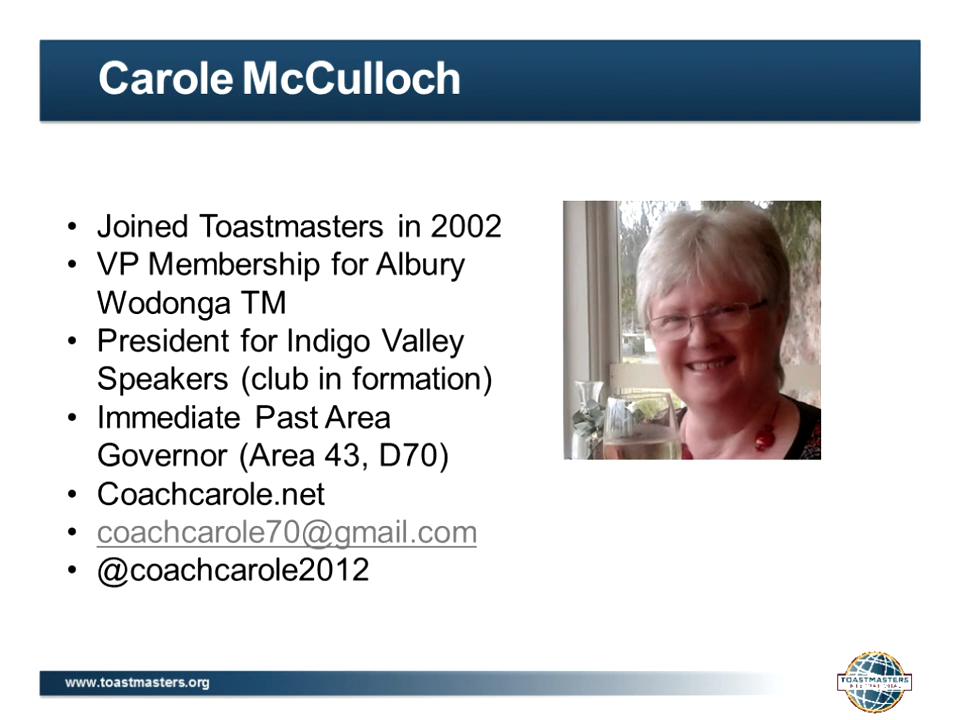 Carole McCulloch
• Joined Toastmasters in 2002
• VP Membership for Albury
Wodonga TM
• President for Indigo Valley
Speakers (club in formation)
• Immediate Past Area
Governor (Area 43, D70)
• Coachcarole.net
• coachcarole70@gmail.com
• @coachcarole2012
www.toastmasters.org
TOASTMASTERS
INTERNATIONAL